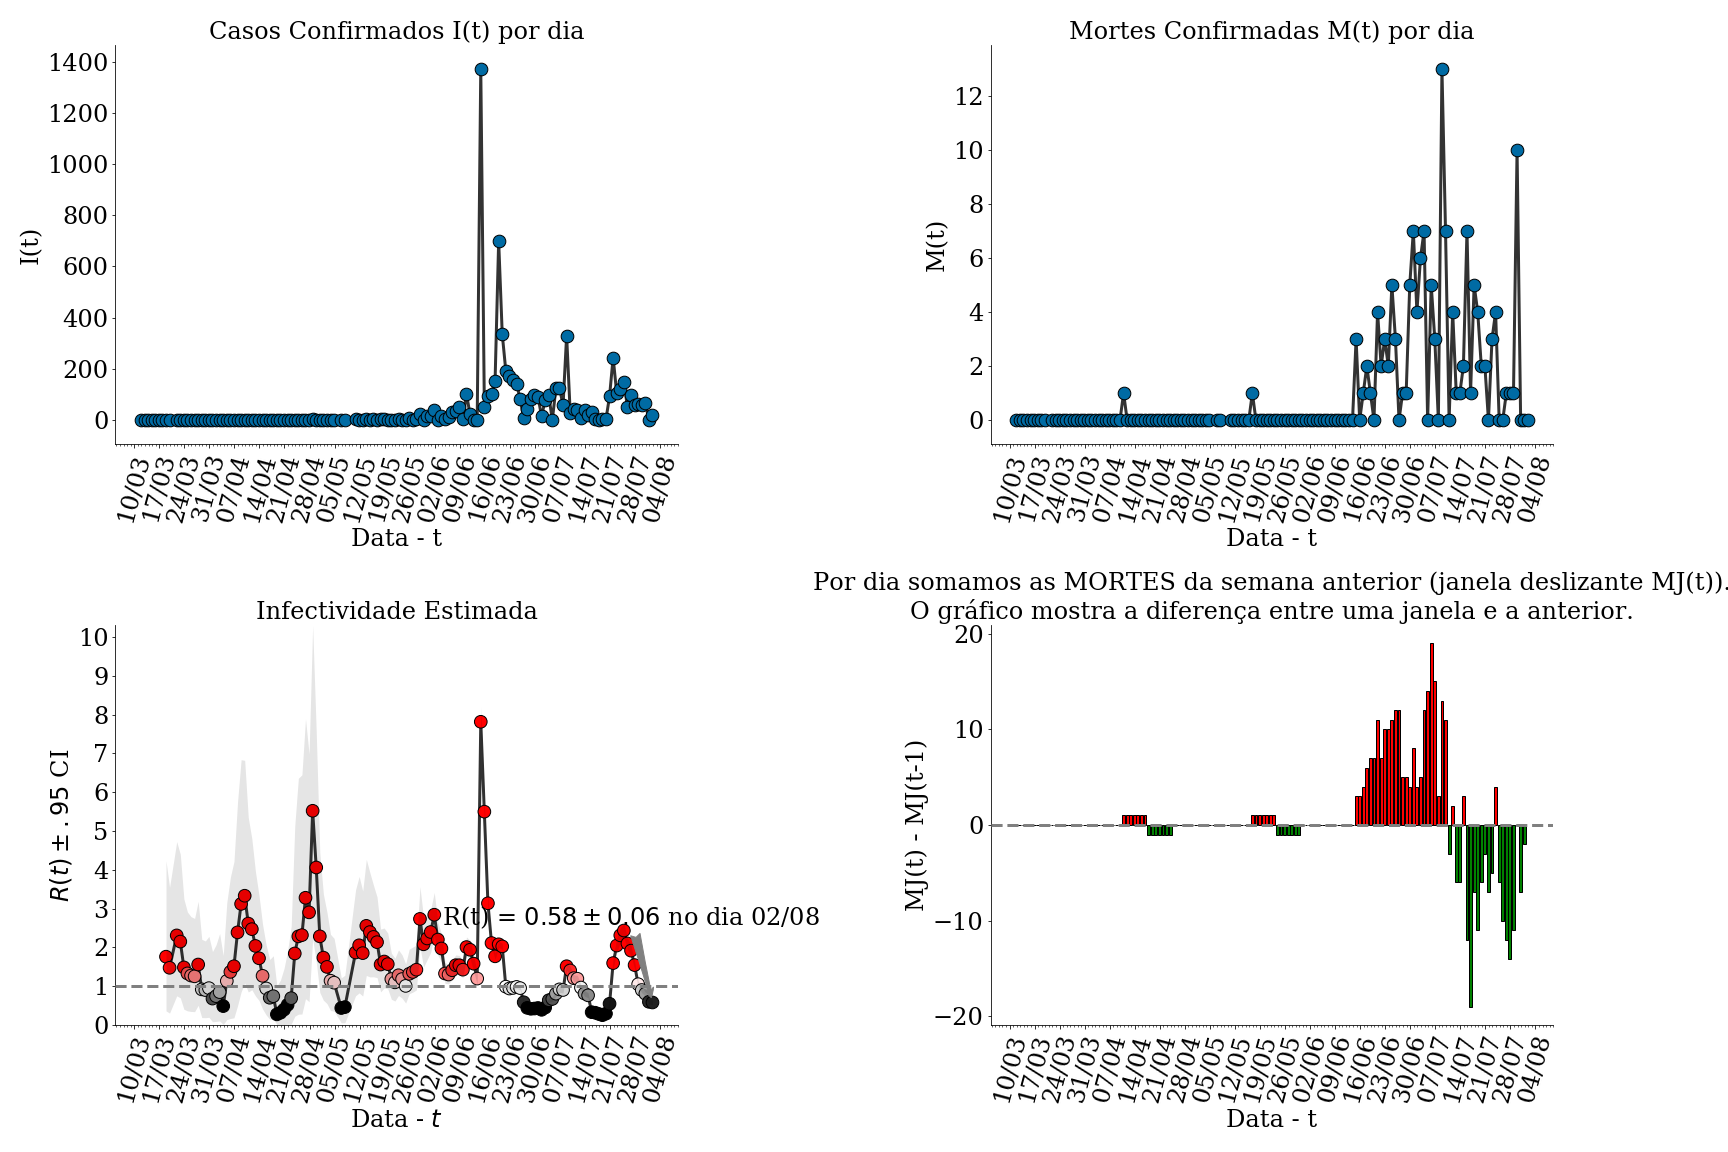 Casos Confirmados I(t) por dia
I(t)
1400
1200
1000
800
600
400
200
0
10/03 17/03 24/03 31/03 07/04 14/04 21/04 28/04 05/05 12/05 19/05 26/05 02/06 09/06 16/06 23/06 30/06 07/07 14/07 21/07 28/07 04/08
Data - t
Mortes Confirmadas M(t) por dia
M(t)
12
10
8
6
4
2
0
10/03 17/03 24/03 31/03 07/04 14/04 21/04 28/04 05/05 12/05 19/05 26/05 02/06 09/06 16/06 23/06 30/06 07/07 14/07 21/07 28/07 04/08
Data - t
Infectividade Estimada
R(t) ± .95 CI
10
9
8
7
6
5
4
3
2
1
0
R(t) = 0.58 ± 0.06 no dia 02/08
10/03 17/03 24/03 31/03 07/04 14/04 21/04 28/04 05/05 12/05 19/05 26/05 02/06 09/06 16/06 23/06 30/06 07/07 14/07 21/07 28/07 04/08
Data - t
Por dia somamos as MORTES da semana anterior (janela deslizante MJ(t)).
O gráfico mostra a diferença entre uma janela e a anterior.
MJ(t) - MJ(t-1)
20
10
0
−10
−20
10/03 17/03 24/03 31/03 07/04 14/04 21/04 28/04 05/05 12/05 19/05 26/05 02/06 09/06 16/06 23/06 30/06 07/07 14/07 21/07 28/07 04/08
Data - t